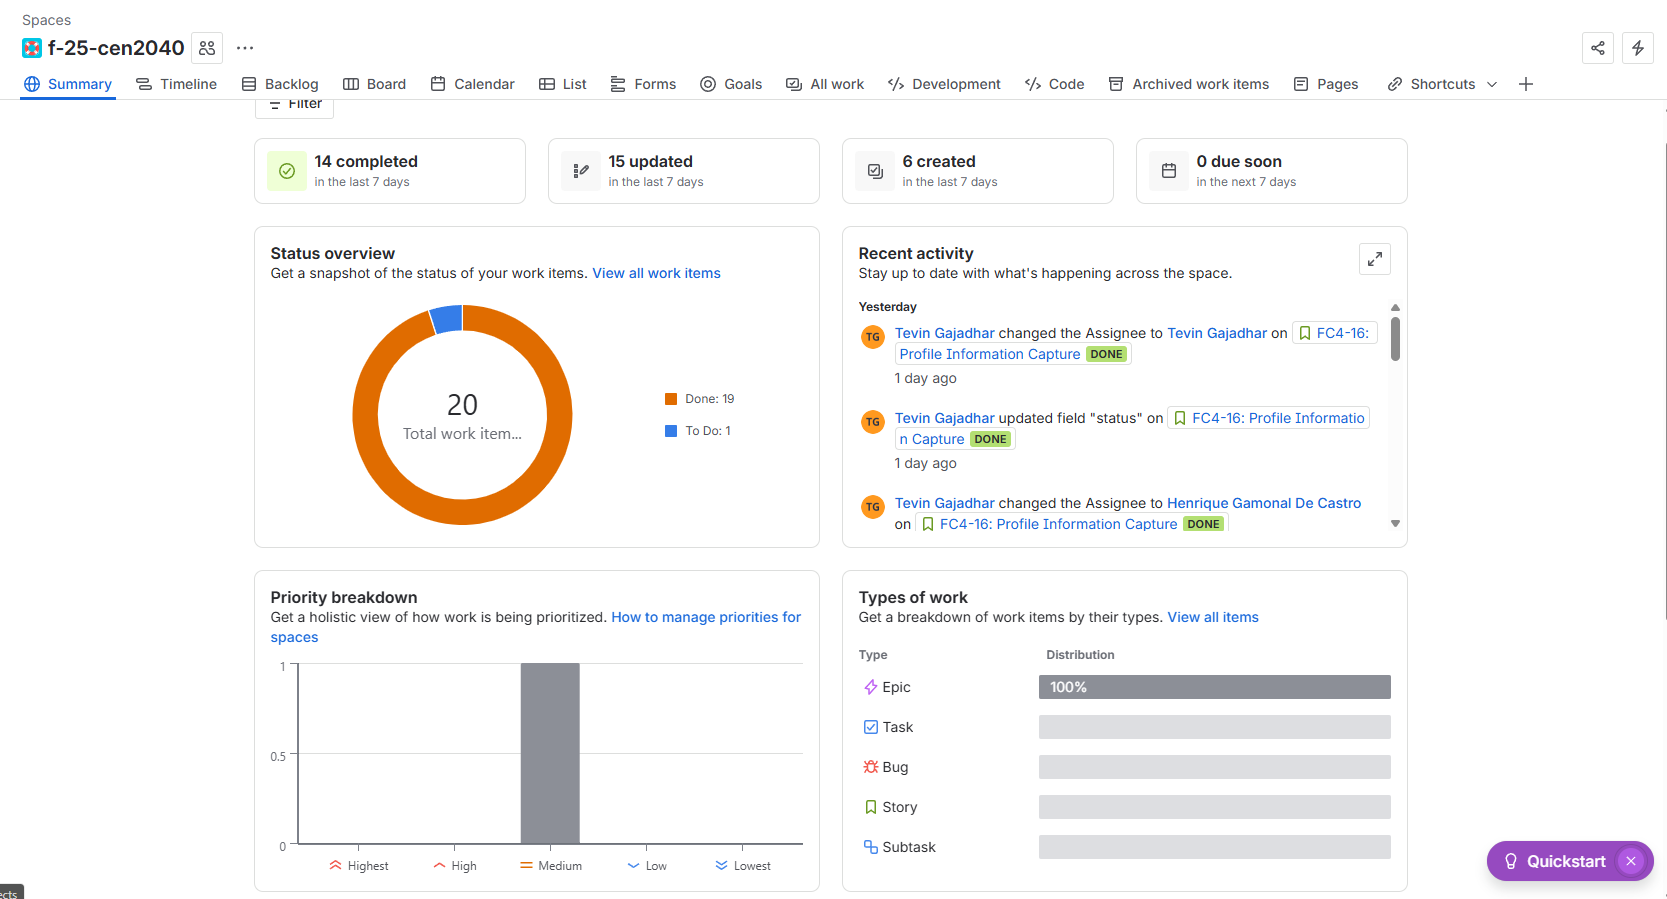 Spaces
f-25-cen2040
Summary Timeline Backlog Board Calendar List Forms Goals All work Development Code Archived work items Pages Shortcuts
Filter
14 completed
in the last 7 days
15 updated
in the last 7 days
6 created
in the last 7 days
0 due soon
in the next 7 days
Status overview
Get a snapshot of the status of your work items. View all work items
20
Total work item...
Done: 19
To Do: 1
Recent activity
Stay up to date with what's happening across the space.
Yesterday
TG Tevin Gajadhar changed the Assignee to Tevin Gajadhar on FC4-16:
Profile Information Capture DONE
1 day ago
TG Tevin Gajadhar updated field "status" on FC4-16: Profile Informatio
n Capture DONE
1 day ago
TG Tevin Gajadhar changed the Assignee to Henrique Gamonal De Castro
on FC4-16: Profile Information Capture DONE
Priority breakdown
Get a holistic view of how work is being prioritized. How to manage priorities for
spaces
1
0.5
0
Highest High Medium Low Lowest
Types of work
Get a breakdown of work items by their types. View all items
Type Distribution
Epic 100%
Task
Bug
Story
Subtask
Quickstart
ects